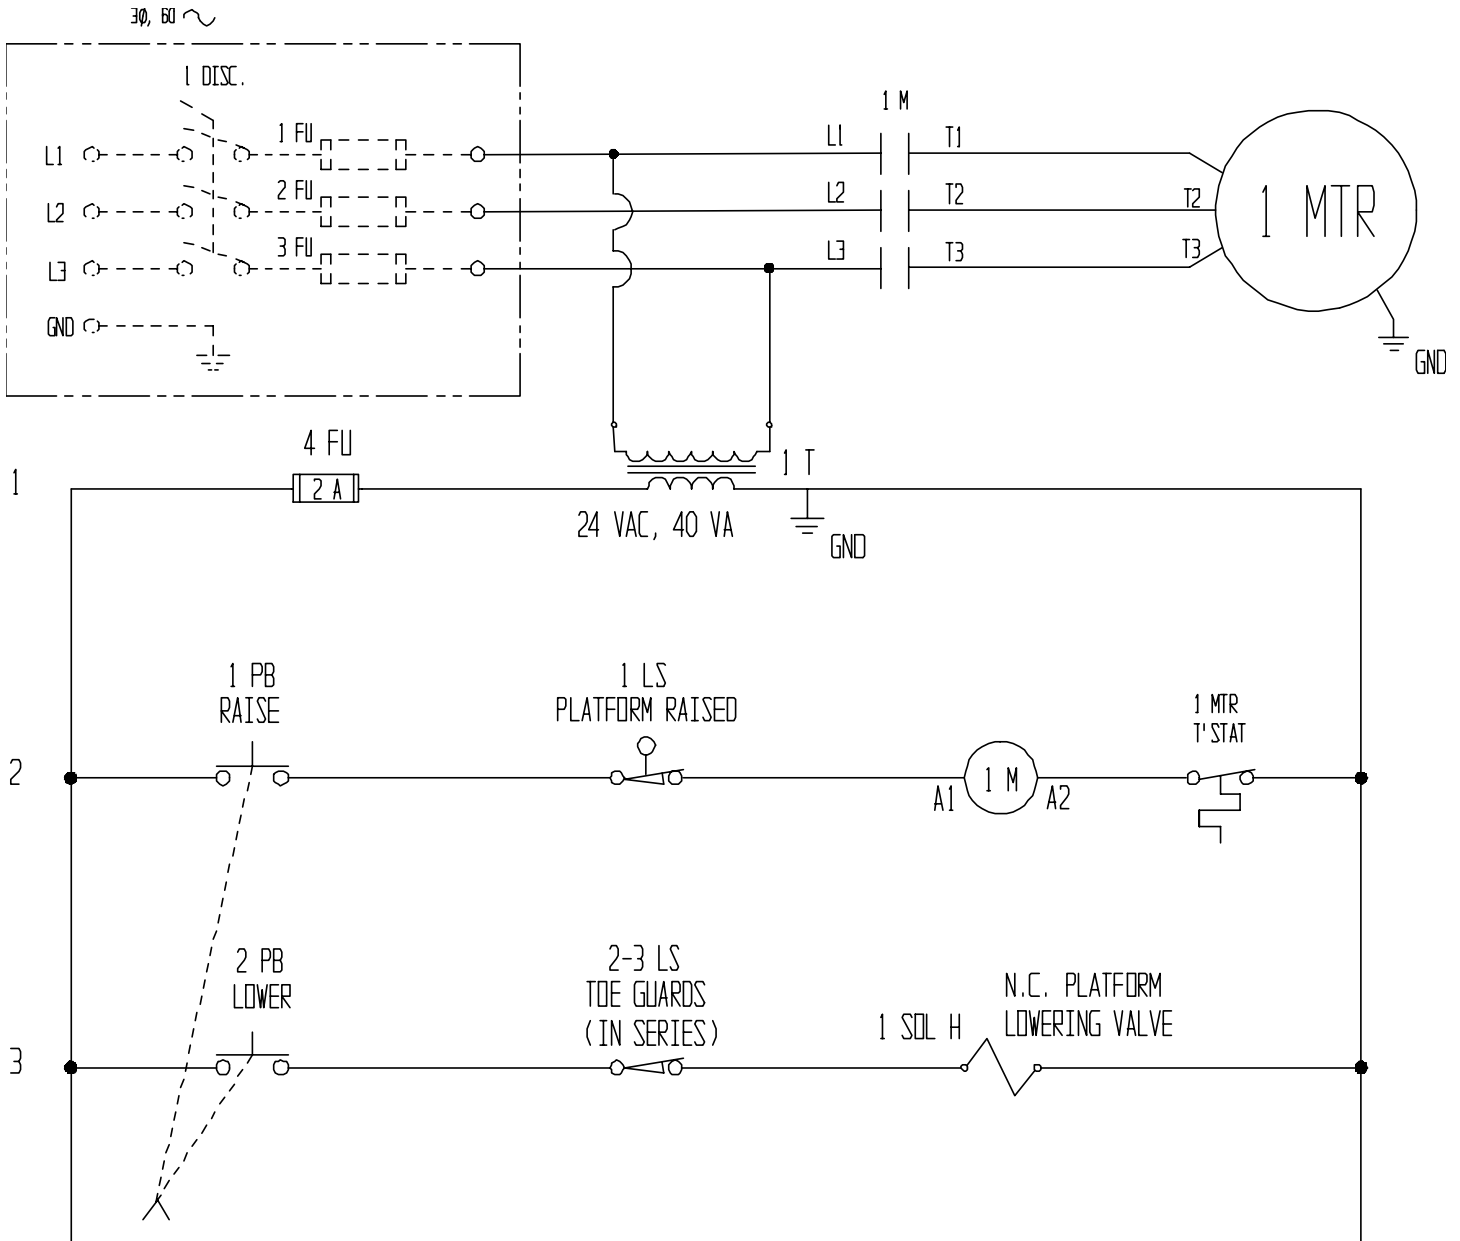 3Ø, 60
1 DISC.
1 M
1 FU
L1
L1
T1
2 FU
L2
L2
T2
T2
1 MTR
3 FU
L3
L3
T3
T3
GND
GND
4 FU
1 T
1
2 A
24 VAC, 40 VA
GND
1 PB
RAISE
1 LS
PLATFORM RAISED
1 MTR
T'STAT
2
A1
1 M
A2
2 PB
LOWER
2-3 LS
TOE GUARDS
(IN SERIES)
1 SOL H
N.C. PLATFORM
LOWERING VALVE
3